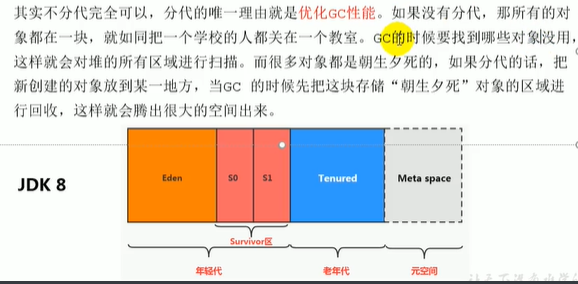 其实不分代完全可以，分代的唯一理由就是优化GC性能。如果没有分代，那所有的对
象都在一块，就如同把一个学校的人都关在一个教室。GC的时候要找到哪些对象没用，
这样就会对堆的所有区域进行扫描。而很多对象都是朝生夕死的，如果分代的话，把
新创建的对象放到某一地方，当GC 的时候先把这块存储“朝生夕死”对象的区域进
行回收，这样就会腾出很大的空间出来。
JDK 8
Eden S0 S1 Tenured Meta space
Survivor区
年轻代 老年代 元空间